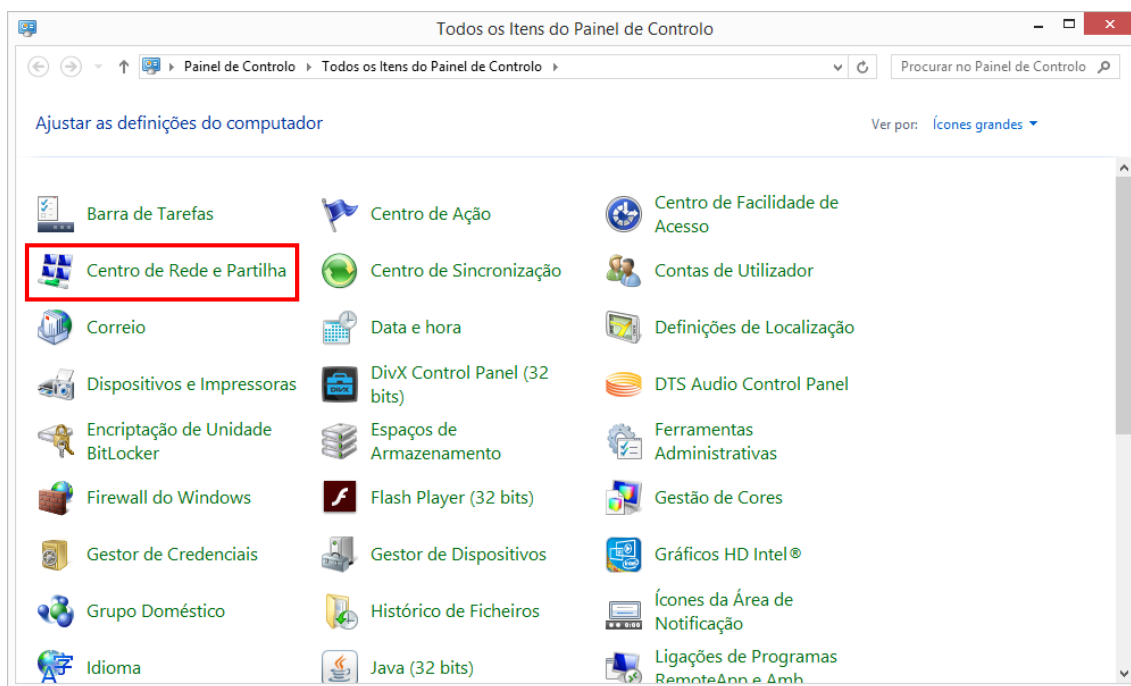 Todos os Itens do Painel de Controlo
Painel de Controlo Todos os Itens do Painel de Controlo
Procurar no Painel de Controlo
Ajustar as definições do computador
Ver por: Ícones grandes
Barra de Tarefas
Centro de Ação
Centro de Facilidade de
Acesso
Centro de Rede e Partilha
Centro de Sincronização
Contas de Utilizador
Correio
Data e hora
Definições de Localização
Dispositivos e Impressoras
DivX Control Panel (32
bits)
DTS Audio Control Panel
Encriptação de Unidade
BitLocker
Espaços de
Armazenamento
Ferramentas
Administrativas
Firewall do Windows
Flash Player (32 bits)
Gestão de Cores
Gestor de Credenciais
Gestor de Dispositivos
Gráficos HD Intel®
Grupo Doméstico
Histórico de Ficheiros
Ícones da Área de
Notificação
Idioma
Java (32 bits)
Ligações de Programas
RemoteApp e Amb